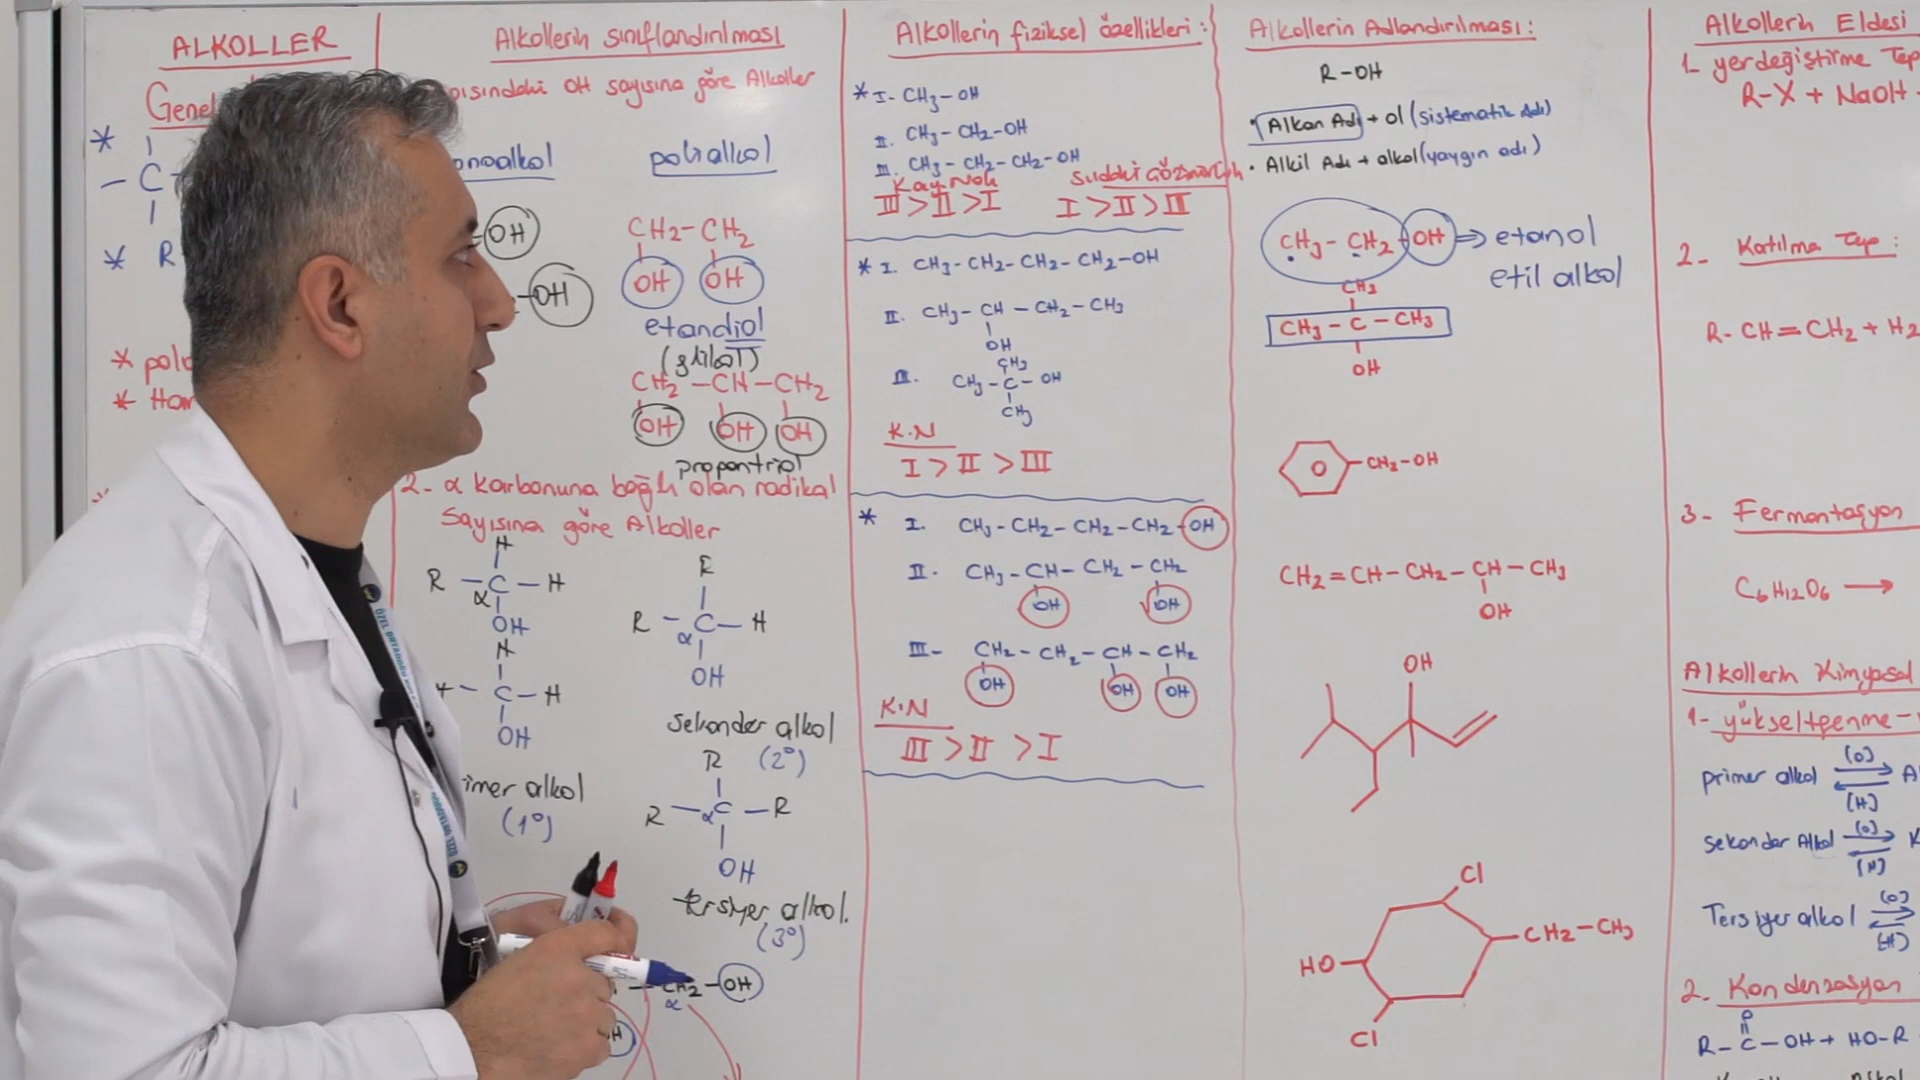 ALKOLLER
Genel
*
C
* R
*
*
Alkollerin sınıflandırılması
OH sayısına göre Alkoller
polialkol
OH
OH
CH2-CH2
OH OH
etandiol
(glikol)
CH2-CH-CH2
OH OH OH
propantriol
2- α karbonuna bağlı olan radikal
sayısına göre Alkoller
H
R - C - H
α
OH
H
C - H
OH
(1°)
R
R - C - H
α
OH
sekonder alkol
(2°)
R
R - C - R
α
OH
tersiyer alkol.
(3°)
CH2-OH
α
Alkollerin fiziksel özellikleri:
* I- CH3-OH
II. CH3-CH2-OH
III. CH3-CH2-CH2-OH
Kay.Nok
III>II>I
Sudaki çözünürlük
I>II>III
* I. CH3-CH2-CH2-CH2-OH
II. CH3-CH-CH2-CH3
OH
CH3
III. CH3-C-OH
CH3
K.N
I>II>III
* I. CH3-CH2-CH2-CH2-OH
II. CH3-CH-CH2-CH2
OH OH
III- CH2-CH2-CH-CH2
OH OH OH
K.N
III>II>I
Alkollerin Adlandırılması:
R-OH
• Alkan Adı + ol (sistematik Adı)
• Alkil Adı + alkol (yaygın adı)
CH3-CH2-OH ⇒ etanol
etil alkol
CH3
CH3-C-CH3
OH
CH2-OH
CH2=CH-CH2-CH-CH3
OH
OH
Cl
CH2-CH3
HO
Cl
Alkollerin Eldesi
1- yerdeğiştirme Tep
R-X + NaOH
2- Katılma Tep:
R-CH=CH2 + H2
3- Fermantasyon
C6H12O6 →
Alkollerin Kimyasal
1- yükseltgenme-
primer alkol [O] A
[H]
sekonder Alkol [O] K
[H]
Tersiyer alkol [O]
[H]
2. Kondenzasyon
O
R-C-OH + HO-R